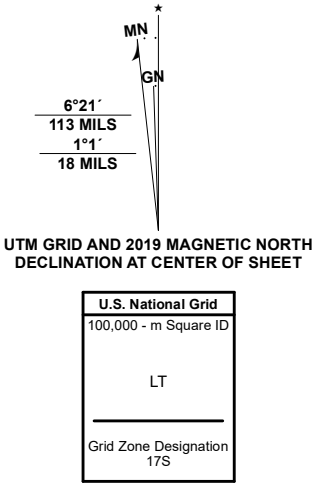 ★
MN
GN
6°21´
113 MILS
1°1´
18 MILS
UTM GRID AND 2019 MAGNETIC NORTH
DECLINATION AT CENTER OF SHEET
U.S. National Grid
100,000 - m Square ID
LT
Grid Zone Designation
17S